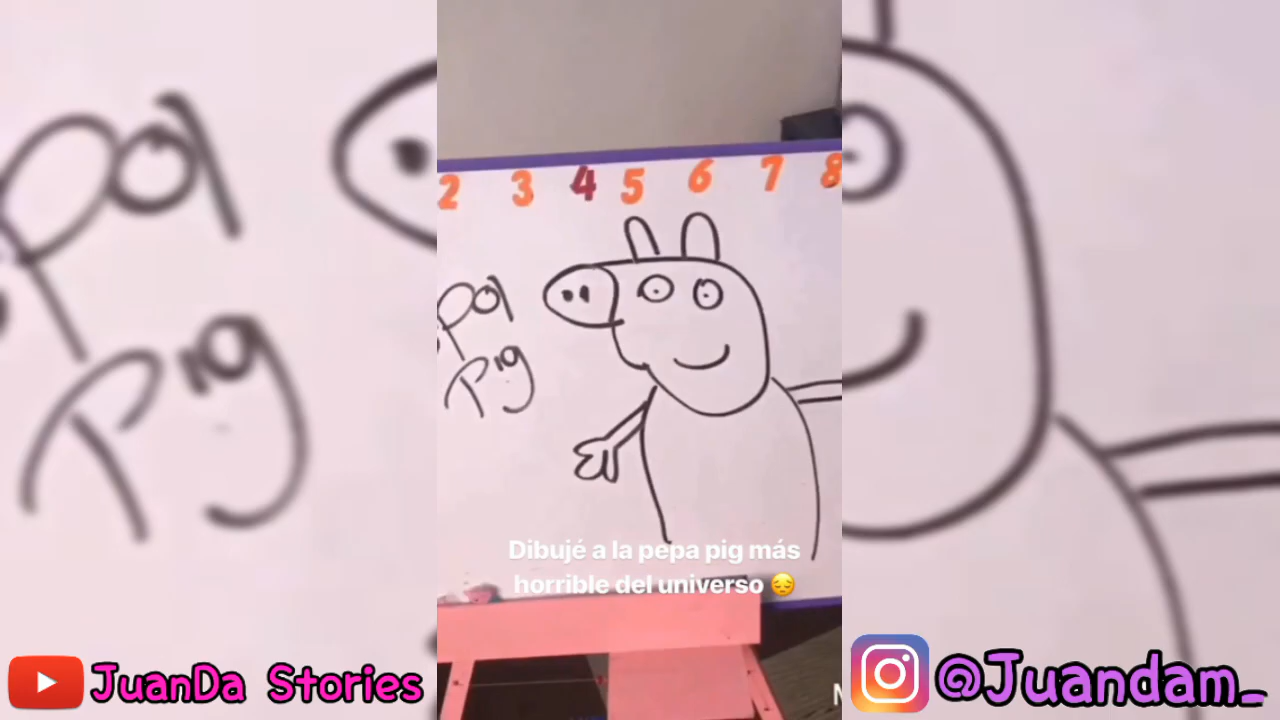 2 3 4 5 6 7 8
Pig
Dibujé a la pepa pig más
horrible del universo 😔
JuanDa Stories
@Juandam_